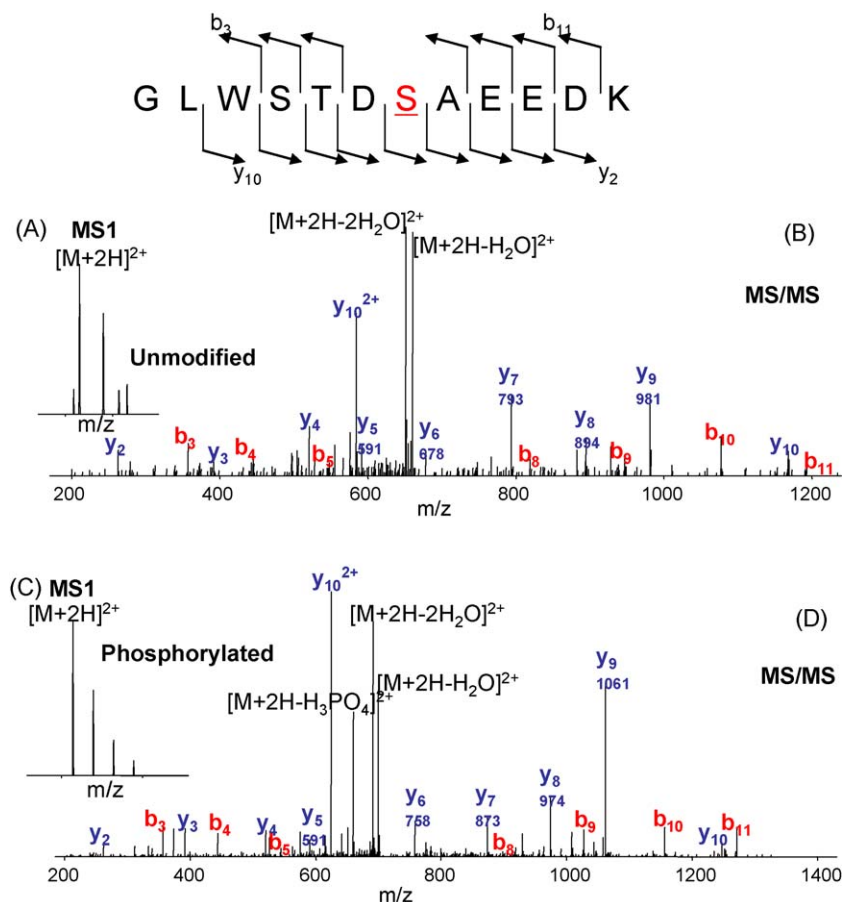 b3 b11
G L W S T D S A E E D K
y10 y2
(A) MS1
[M+2H]2+
Unmodified
m/z
[M+2H-2H2O]2+
[M+2H-H2O]2+
(B)
MS/MS
y2 b3 y3 b4 y4 b5 y5 591 y10 2+ y6 678 y7 793 b8 y8 894 b9 y9 981 b10 y10 b11
200 400 600 800 1000 1200
m/z
(C) MS1
[M+2H]2+
Phosphorylated
m/z
y10 2+
[M+2H-2H2O]2+
[M+2H-H2O]2+
[M+2H-H3PO4]2+
(D)
MS/MS
y2 b3 y3 b4 y4 b5 y5 591 y6 758 y7 873 b8 y8 974 b9 y9 1061 b10 y10 b11
200 400 600 800 1000 1200 1400
m/z